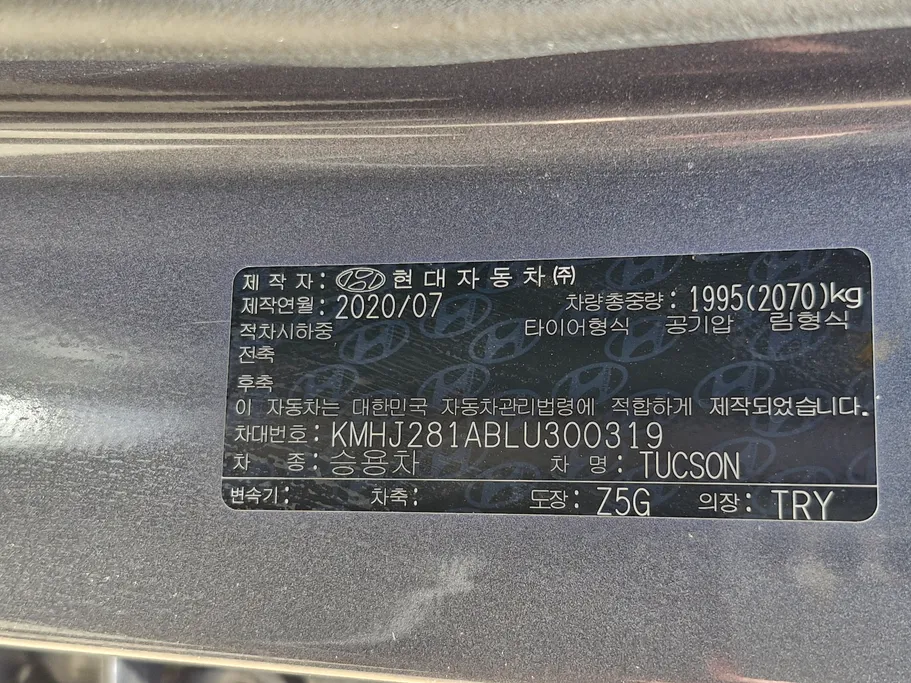 제 작 자 : 현 대 자 동 차 ㈜
제작연월 : 2020/07 차량총중량 : 1995(2070)kg
적차시하중 타이어형식 공기압 림형식
전축
후축
이 자동차는 대한민국 자동차관리법령에 적합하게 제작되었습니다.
차대번호 : KMHJ281ABLU300319
차 종 : 승용차 차 명 : TUCSON
변속기 : 차축 : 도장 : Z5G 의장 : TRY